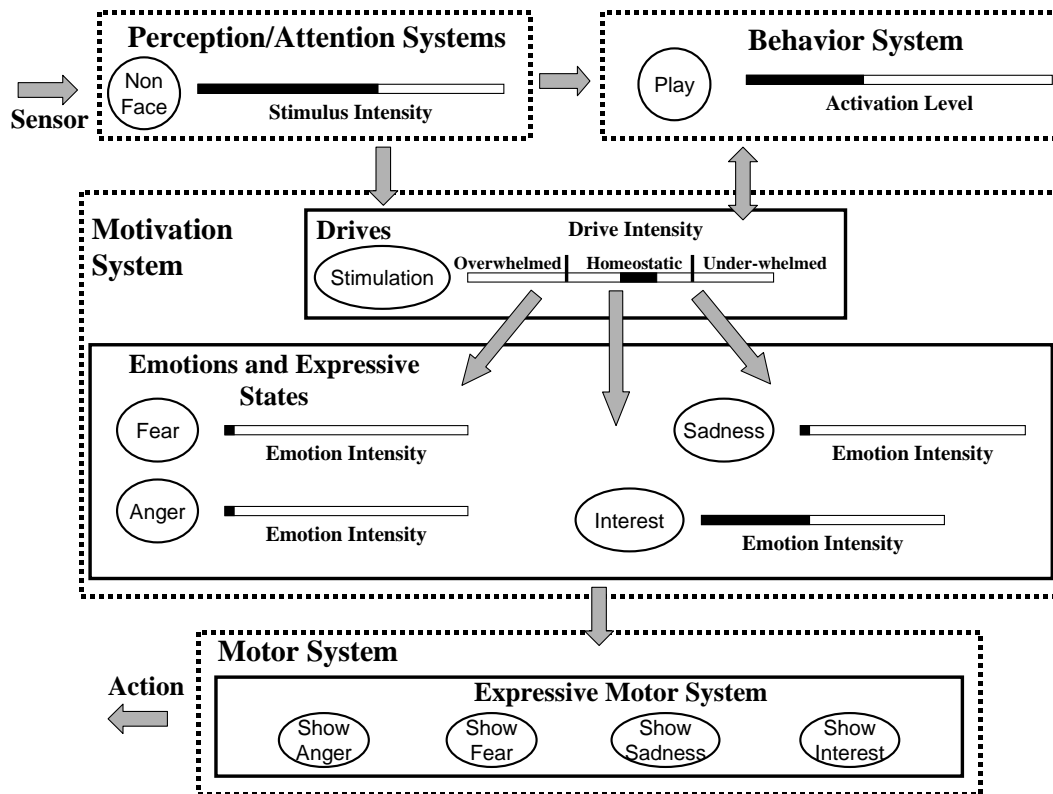 Perception/Attention Systems
Non
Face
Stimulus Intensity
Sensor
Behavior System
Play
Activation Level
Motivation
System
Drives
Drive Intensity
Stimulation
Overwhelmed
Homeostatic
Under-whelmed
Emotions and Expressive
States
Fear
Emotion Intensity
Sadness
Emotion Intensity
Anger
Emotion Intensity
Interest
Emotion Intensity
Motor System
Action
Expressive Motor System
Show
Anger
Show
Fear
Show
Sadness
Show
Interest